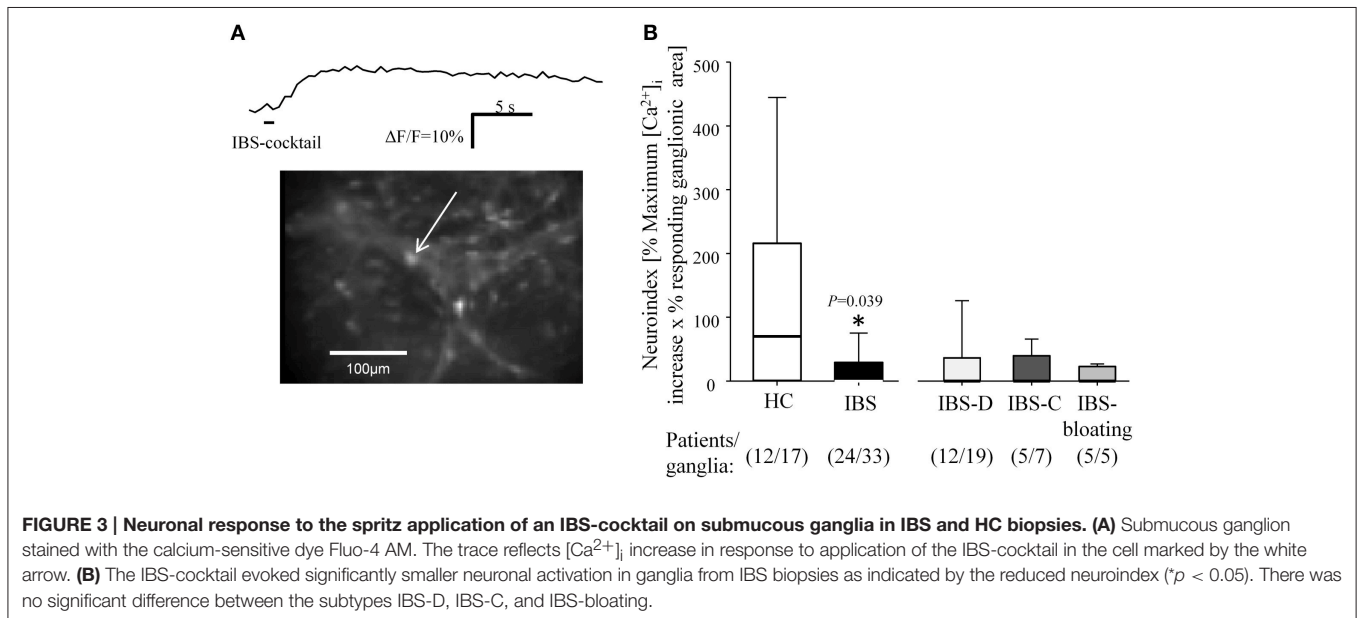 A
IBS-cocktail
5 s
ΔF/F=10%
100µm
B
Neuroindex [% Maximum [Ca²⁺]ᵢ
increase x % responding ganglionic area]
500
400
300
200
100
0
P=0.039
*
HC
IBS
IBS-D
IBS-C
IBS-
bloating
Patients/
ganglia:
(12/17)
(24/33)
(12/19)
(5/7)
(5/5)
FIGURE 3 | Neuronal response to the spritz application of an IBS-cocktail on submucous ganglia in IBS and HC biopsies. (A) Submucous ganglion
stained with the calcium-sensitive dye Fluo-4 AM. The trace reflects [Ca²⁺]ᵢ increase in response to application of the IBS-cocktail in the cell marked by the white
arrow. (B) The IBS-cocktail evoked significantly smaller neuronal activation in ganglia from IBS biopsies as indicated by the reduced neuroindex (*p < 0.05). There was
no significant difference between the subtypes IBS-D, IBS-C, and IBS-bloating.